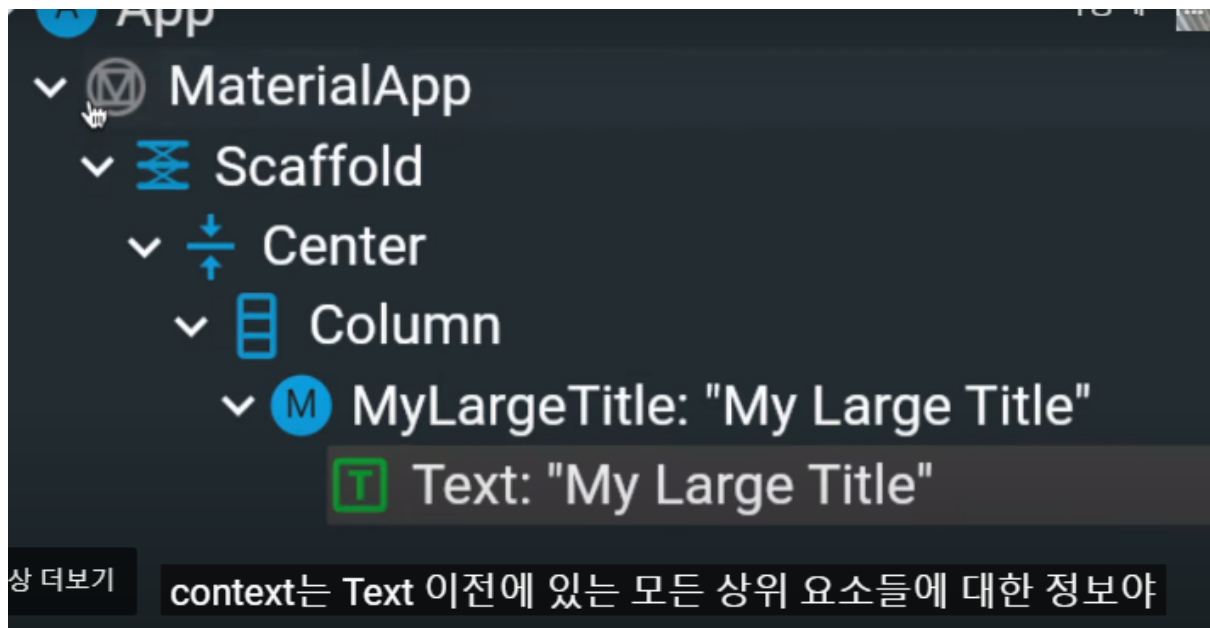 App
MaterialApp
Scaffold
Center
Column
M MyLargeTitle: "My Large Title"
T Text: "My Large Title"
상 더보기
context는 Text 이전에 있는 모든 상위 요소들에 대한 정보야